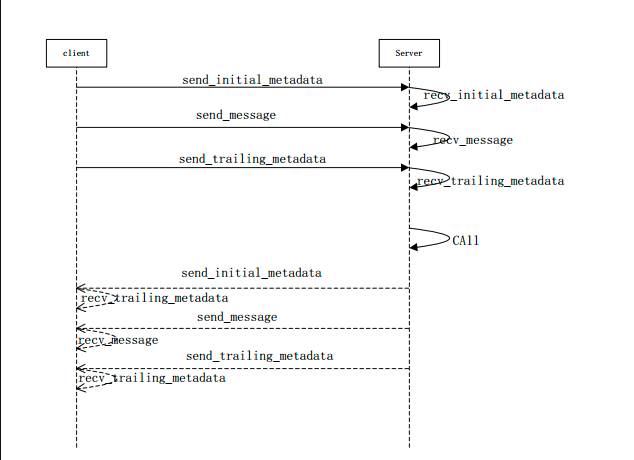 client
Server
send_initial_metadata
recv_initial_metadata
send_message
recv_message
send_trailing_metadata
recv_trailing_metadata
CAll
send_initial_metadata
recv_trailing_metadata
send_message
recv_message
send_trailing_metadata
recv_trailing_metadata